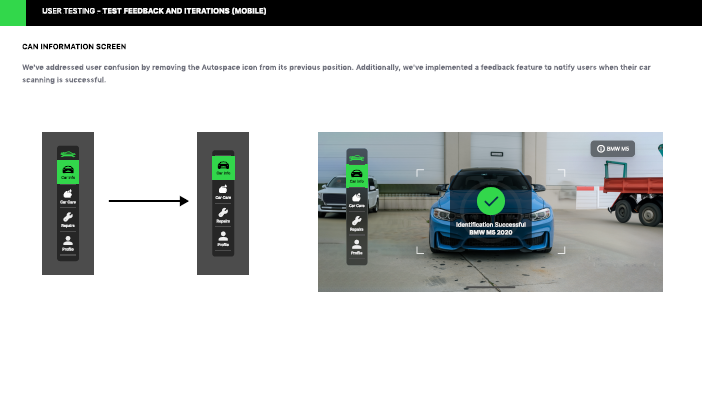 USER TESTING - TEST FEEDBACK AND ITERATIONS (MOBILE)
CAN INFORMATION SCREEN
We've addressed user confusion by removing the Autospace icon from its previous position. Additionally, we've implemented a feedback feature to notify users when their car
scanning is successful.
Car Info
Car Care
Repairs
Profile
Car Info
Car Care
Repairs
Profile
Car Info
Car Care
Repairs
Profile
BMW M5
Identification Successful
BMW M5 2020